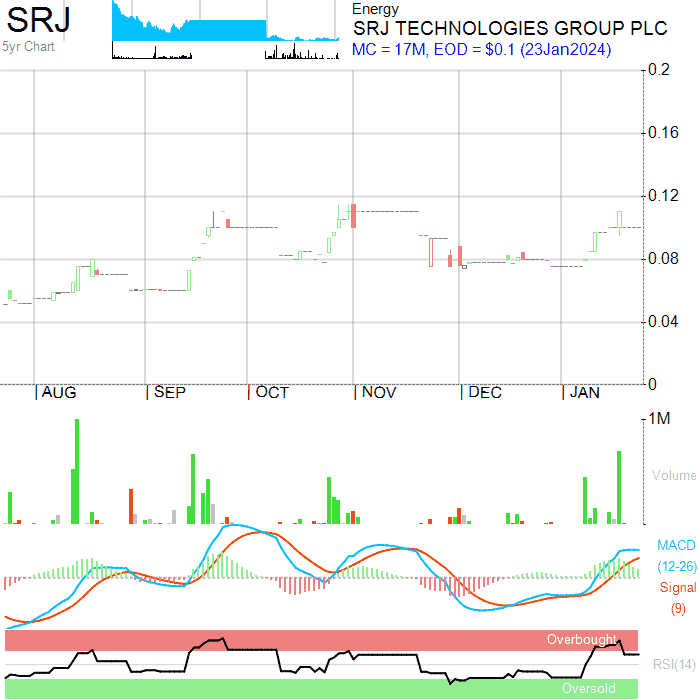 SRJ
5yr Chart
Energy
SRJ TECHNOLOGIES GROUP PLC
MC = 17M, EOD = $0.1 (23Jan2024)
0.2
0.16
0.12
0.08
0.04
0
AUG SEP OCT NOV DEC JAN
1M
Volume
MACD
(12-26)
Signal
(9)
Overbought
RSI(14)
Oversold